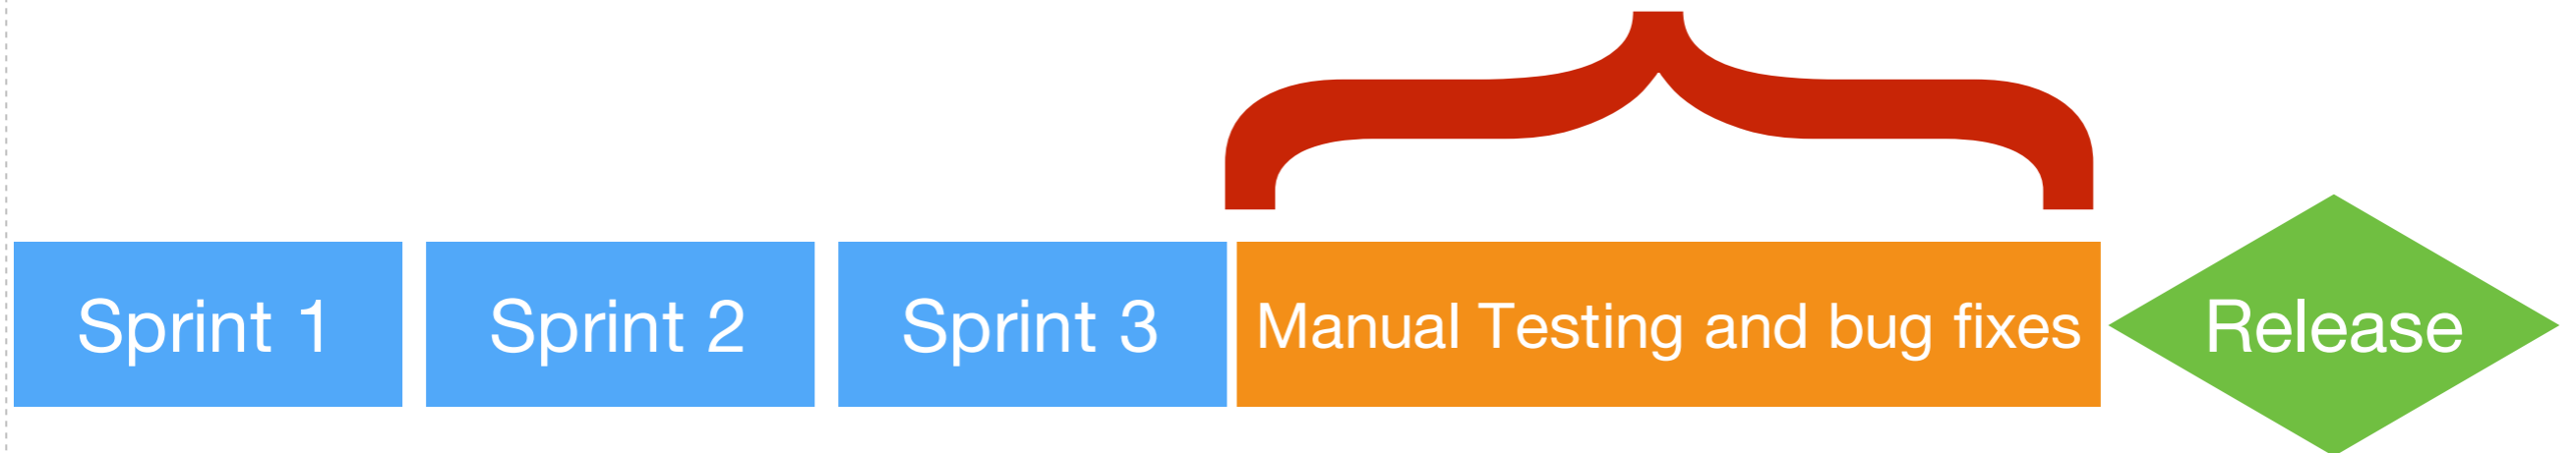 Sprint 1
Sprint 2
Sprint 3
Manual Testing and bug fixes
Release